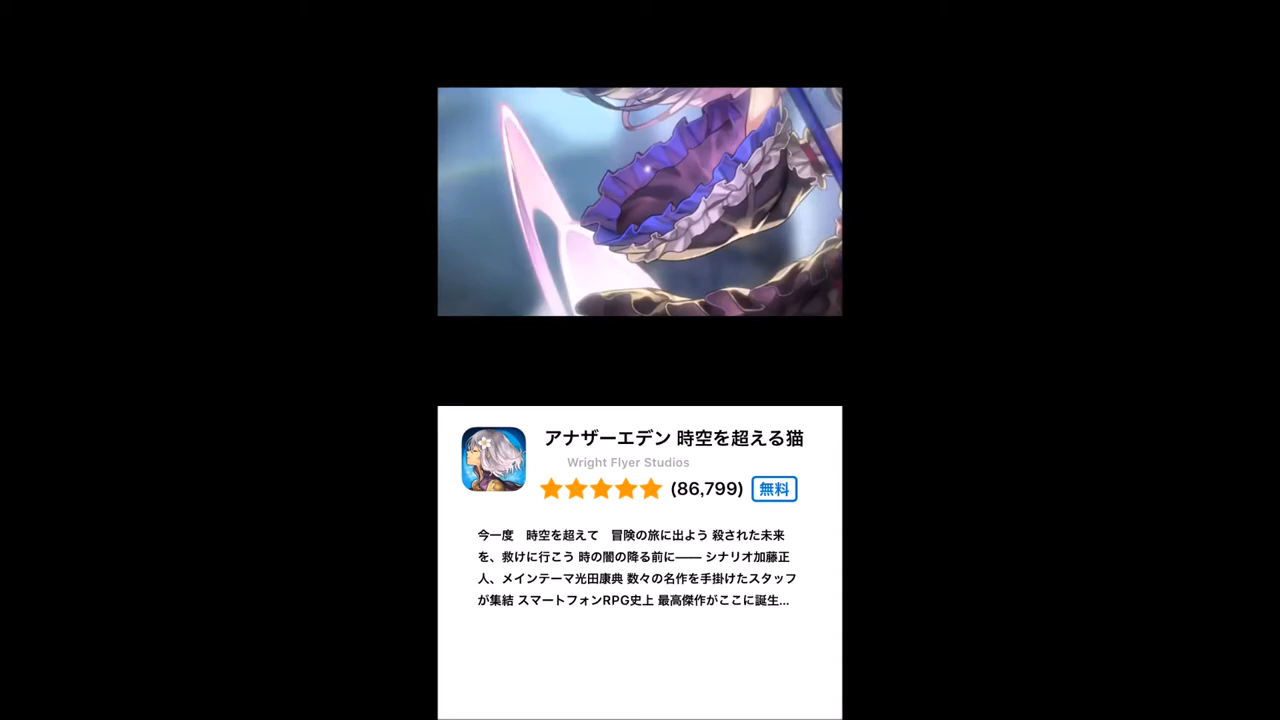 アナザーエデン 時空を超える猫
Wright Flyer Studios
(86,799) 無料
今一度　時空を超えて　冒険の旅に出よう 殺された未来
を、救けに行こう 時の闇の降る前に—— シナリオ加藤正
人、メインテーマ光田康典 数々の名作を手掛けたスタッフ
が集結 スマートフォンRPG史上 最高傑作がここに誕生...